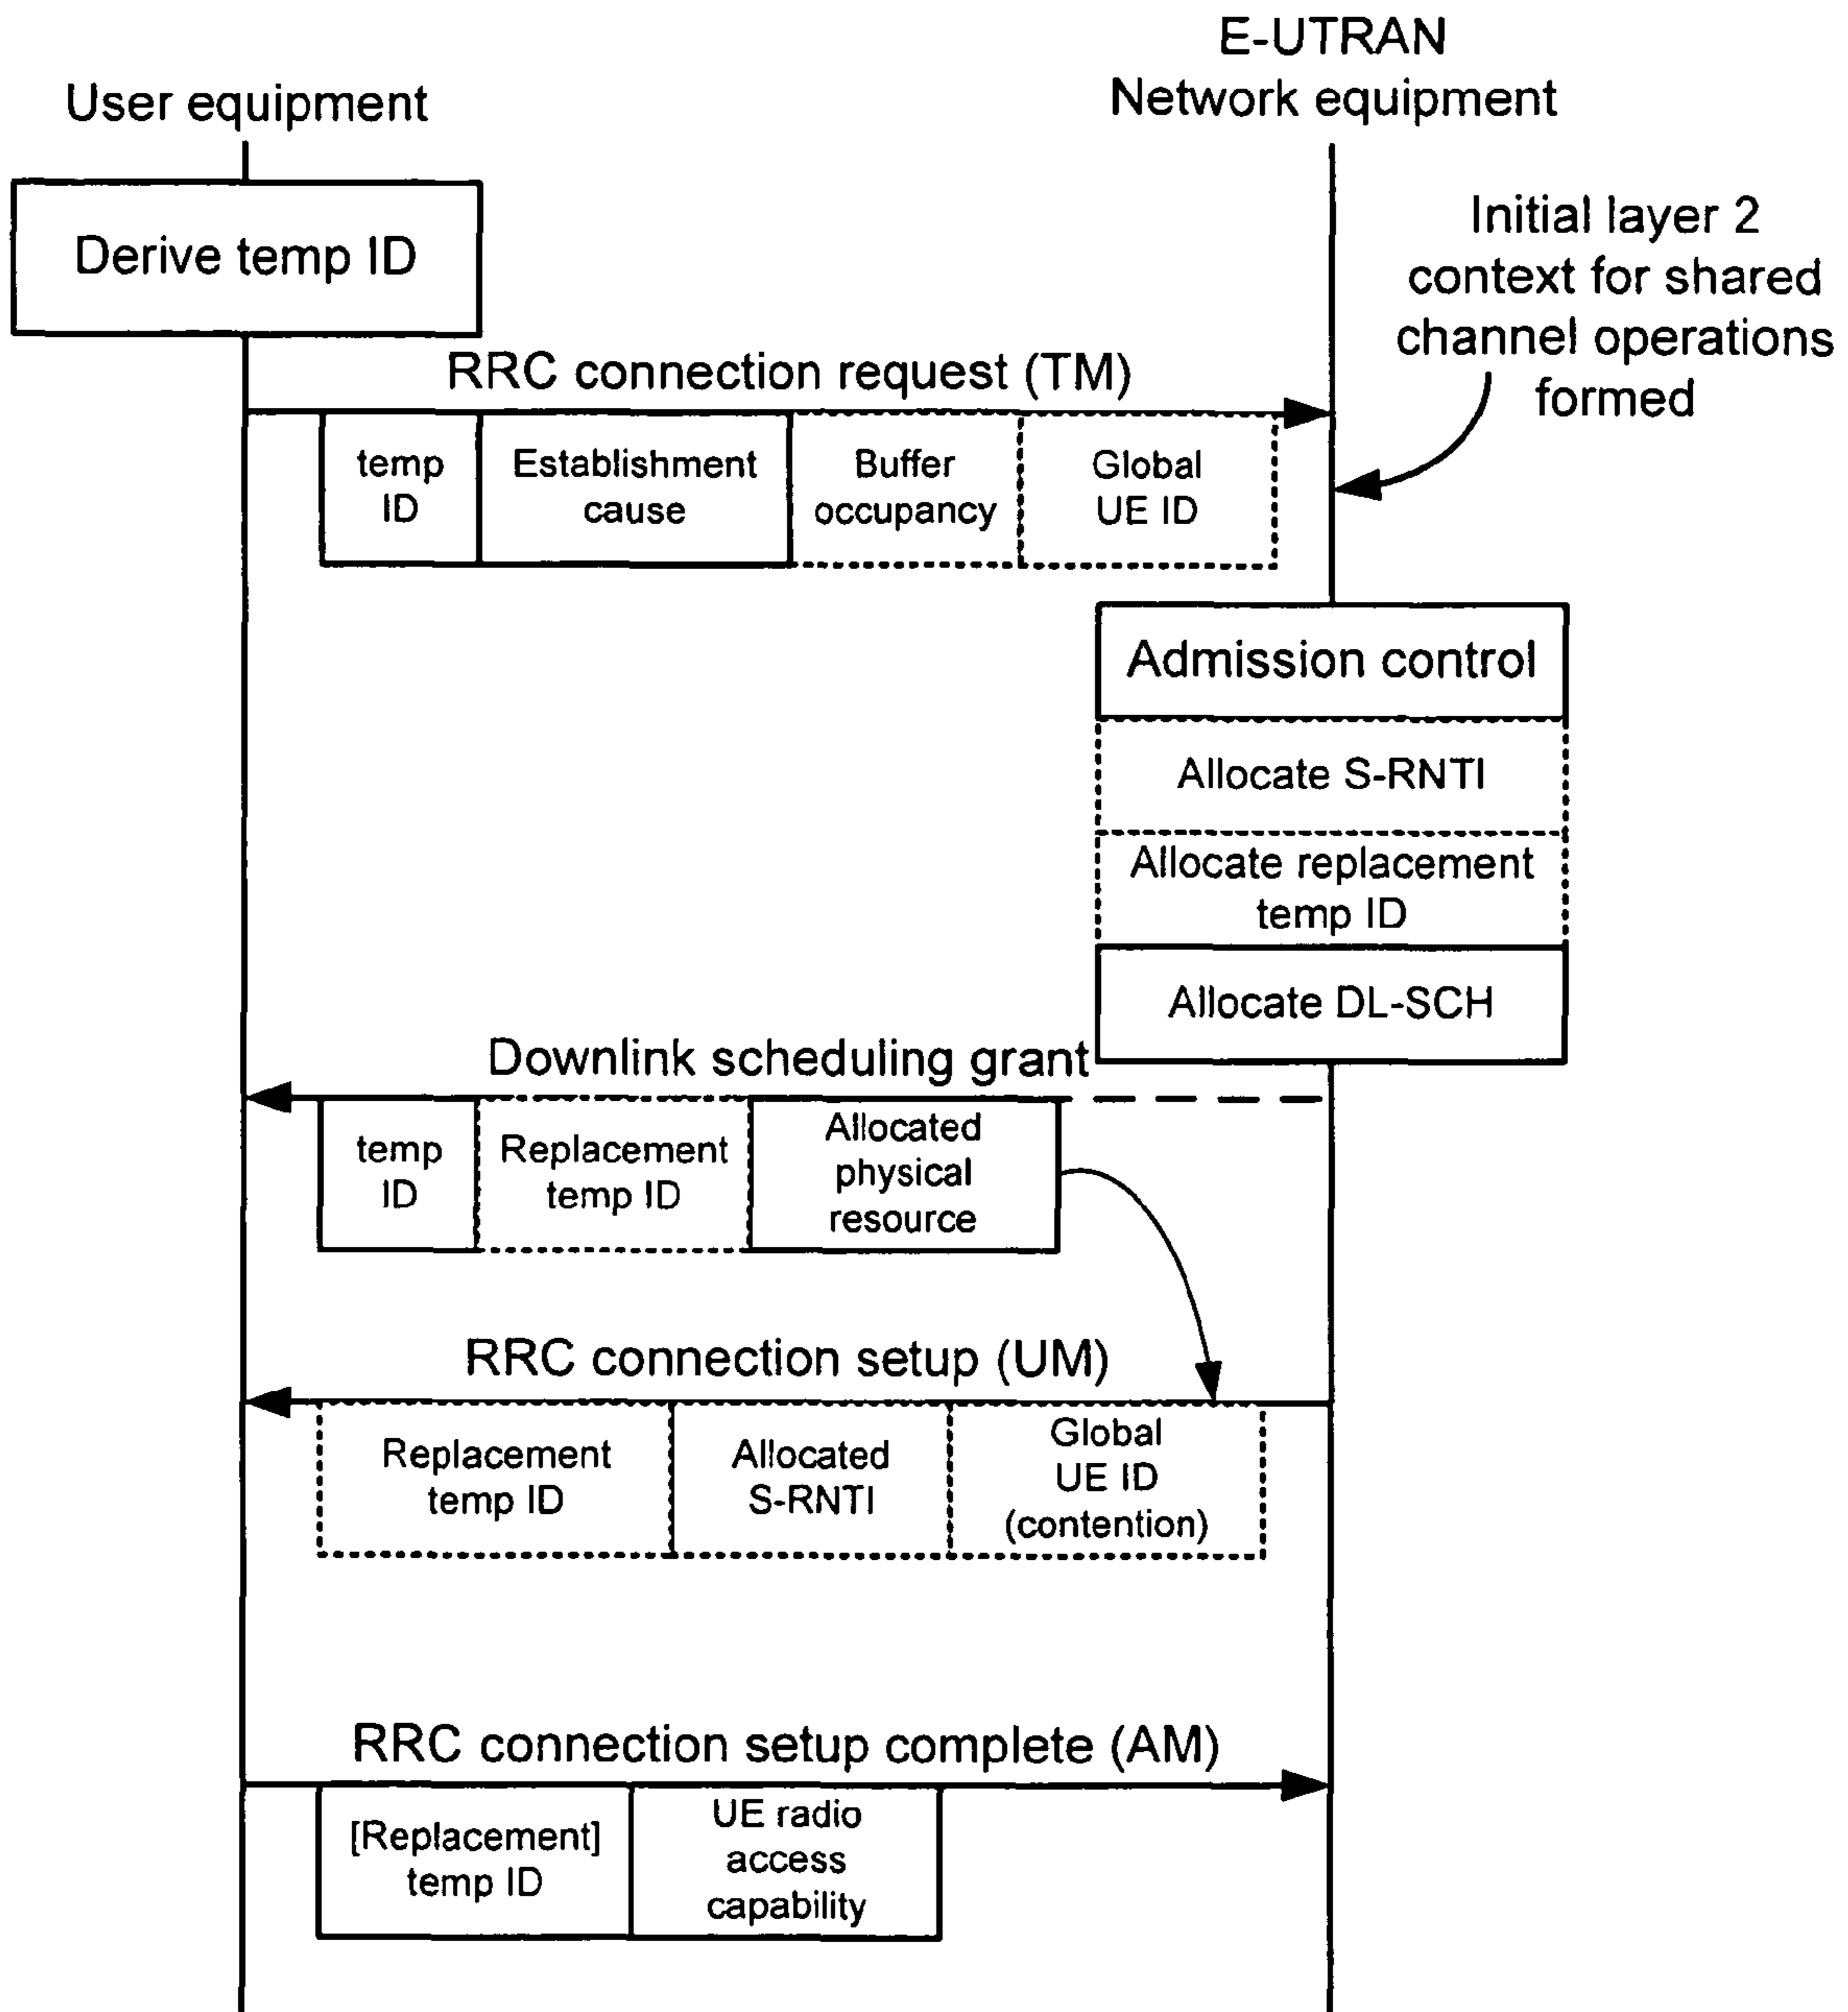 E-UTRAN
Network equipment
User equipment
Derive temp ID
Initial layer 2
context for shared
channel operations
formed
RRC connection request (TM)
temp
ID
Establishment
cause
Buffer
occupancy
Global
UE ID
Admission control
Allocate S-RNTI
Allocate replacement
temp ID
Allocate DL-SCH
Downlink scheduling grant
temp
ID
Replacement
temp ID
Allocated
physical
resource
RRC connection setup (UM)
Replacement
temp ID
Allocated
S-RNTI
Global
UE ID
(contention)
RRC connection setup complete (AM)
[Replacement]
temp ID
UE radio
access
capability